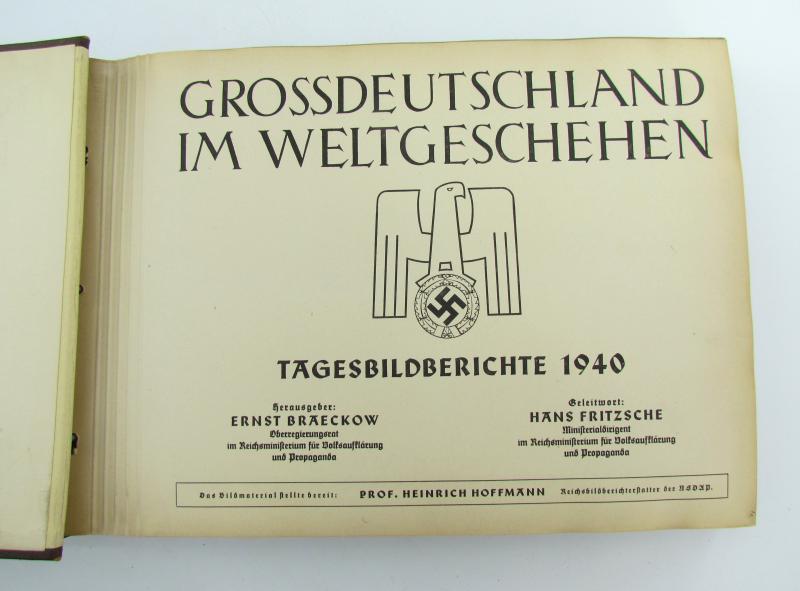 GROSSDEUTSCHLAND
IM WELTGESCHEHEN
TAGESBILDBERICHTE 1940
Herausgeber:
ERNST BRAECKOW
Oberregierungsrat
im Reichsministerium für Volksaufklärung
und Propaganda
Geleitwort:
HANS FRITZSCHE
Ministerialdirigent
im Reichsministerium für Volksaufklärung
und Propaganda
Das Bildmaterial stellte bereit: PROF. HEINRICH HOFFMANN Reichsbildberichterstatter der NSDAP.